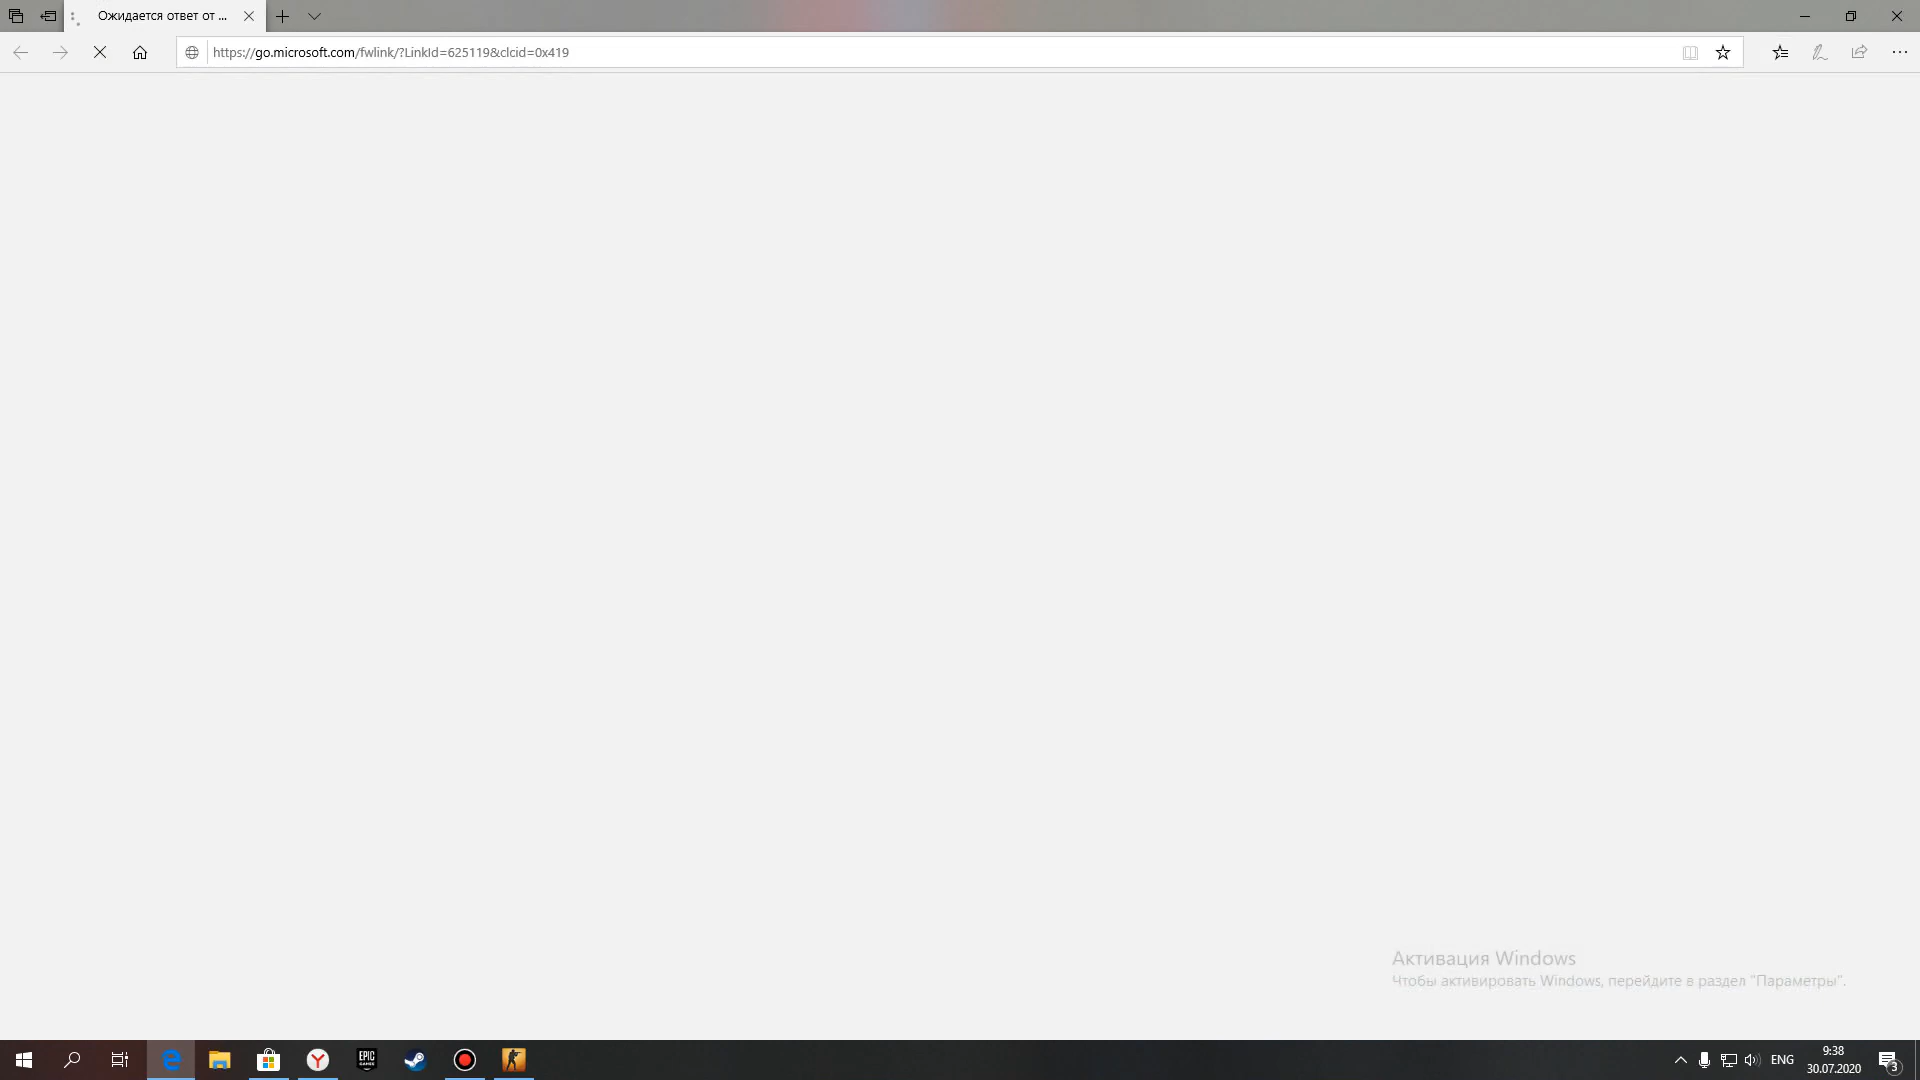 Ожидается ответ от ...
https://go.microsoft.com/fwlink/?LinkId=625119&clcid=0x419
Активация Windows
Чтобы активировать Windows, перейдите в раздел "Параметры".
EPIC
GAMES
ENG
9:38
30.07.2020
3